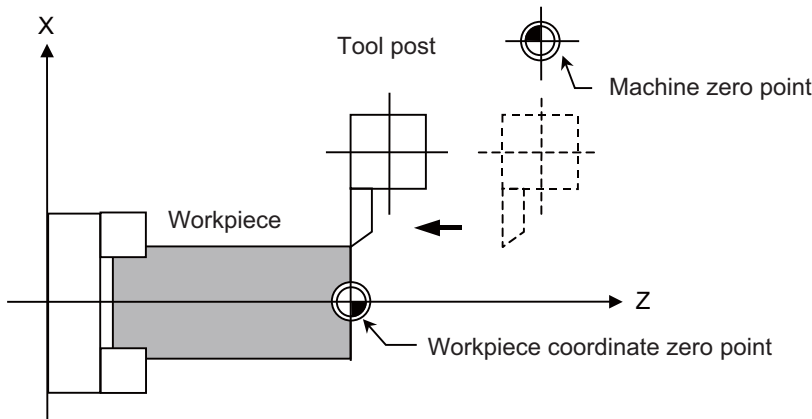 X
Tool post
Machine zero point
Workpiece
Z
Workpiece coordinate zero point